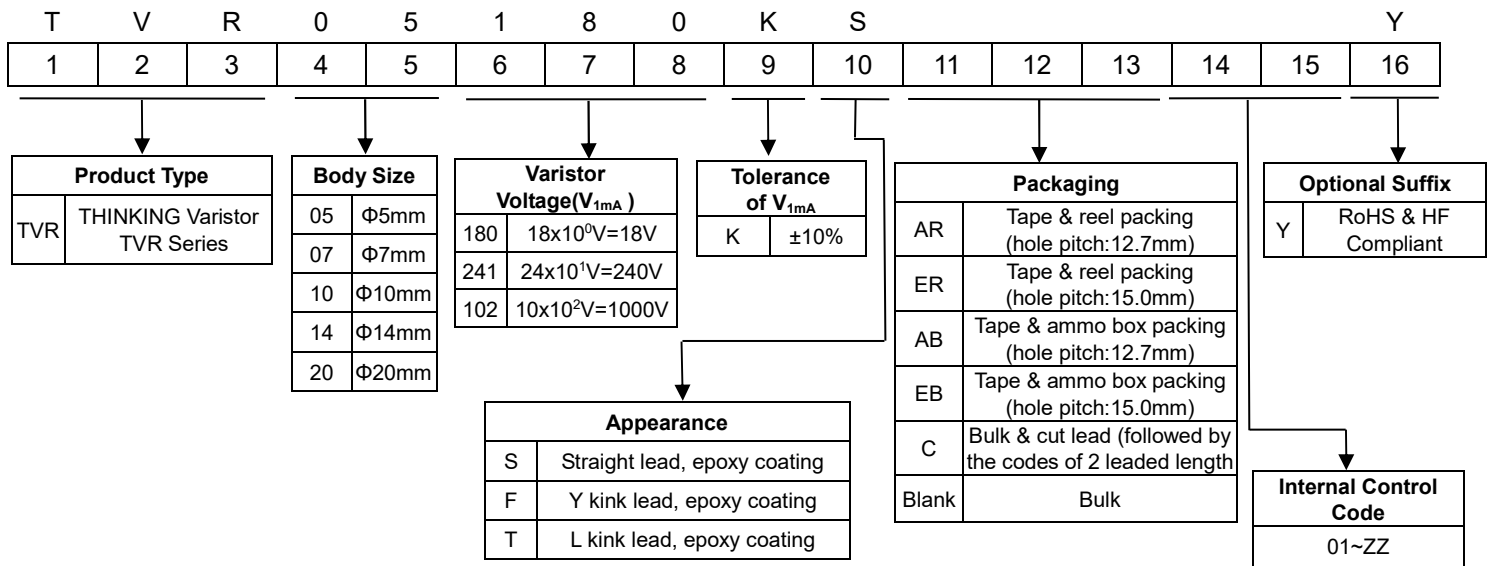 T V R 0 5 1 8 0 K S Y
1 2 3 4 5 6 7 8 9 10 11 12 13 14 15 16
Product Type
TVR THINKING Varistor
TVR Series
Body Size
05 Φ5mm
07 Φ7mm
10 Φ10mm
14 Φ14mm
20 Φ20mm
Varistor
Voltage(V₁ₘA )
180 18x10⁰V=18V
241 24x10¹V=240V
102 10x10²V=1000V
Tolerance
of V₁ₘA
K ±10%
Appearance
S Straight lead, epoxy coating
F Y kink lead, epoxy coating
T L kink lead, epoxy coating
Packaging
AR Tape & reel packing
(hole pitch:12.7mm)
ER Tape & reel packing
(hole pitch:15.0mm)
AB Tape & ammo box packing
(hole pitch:12.7mm)
EB Tape & ammo box packing
(hole pitch:15.0mm)
C Bulk & cut lead (followed by
the codes of 2 leaded length
Blank Bulk
Internal Control
Code
01~ZZ
Optional Suffix
Y RoHS & HF
Compliant